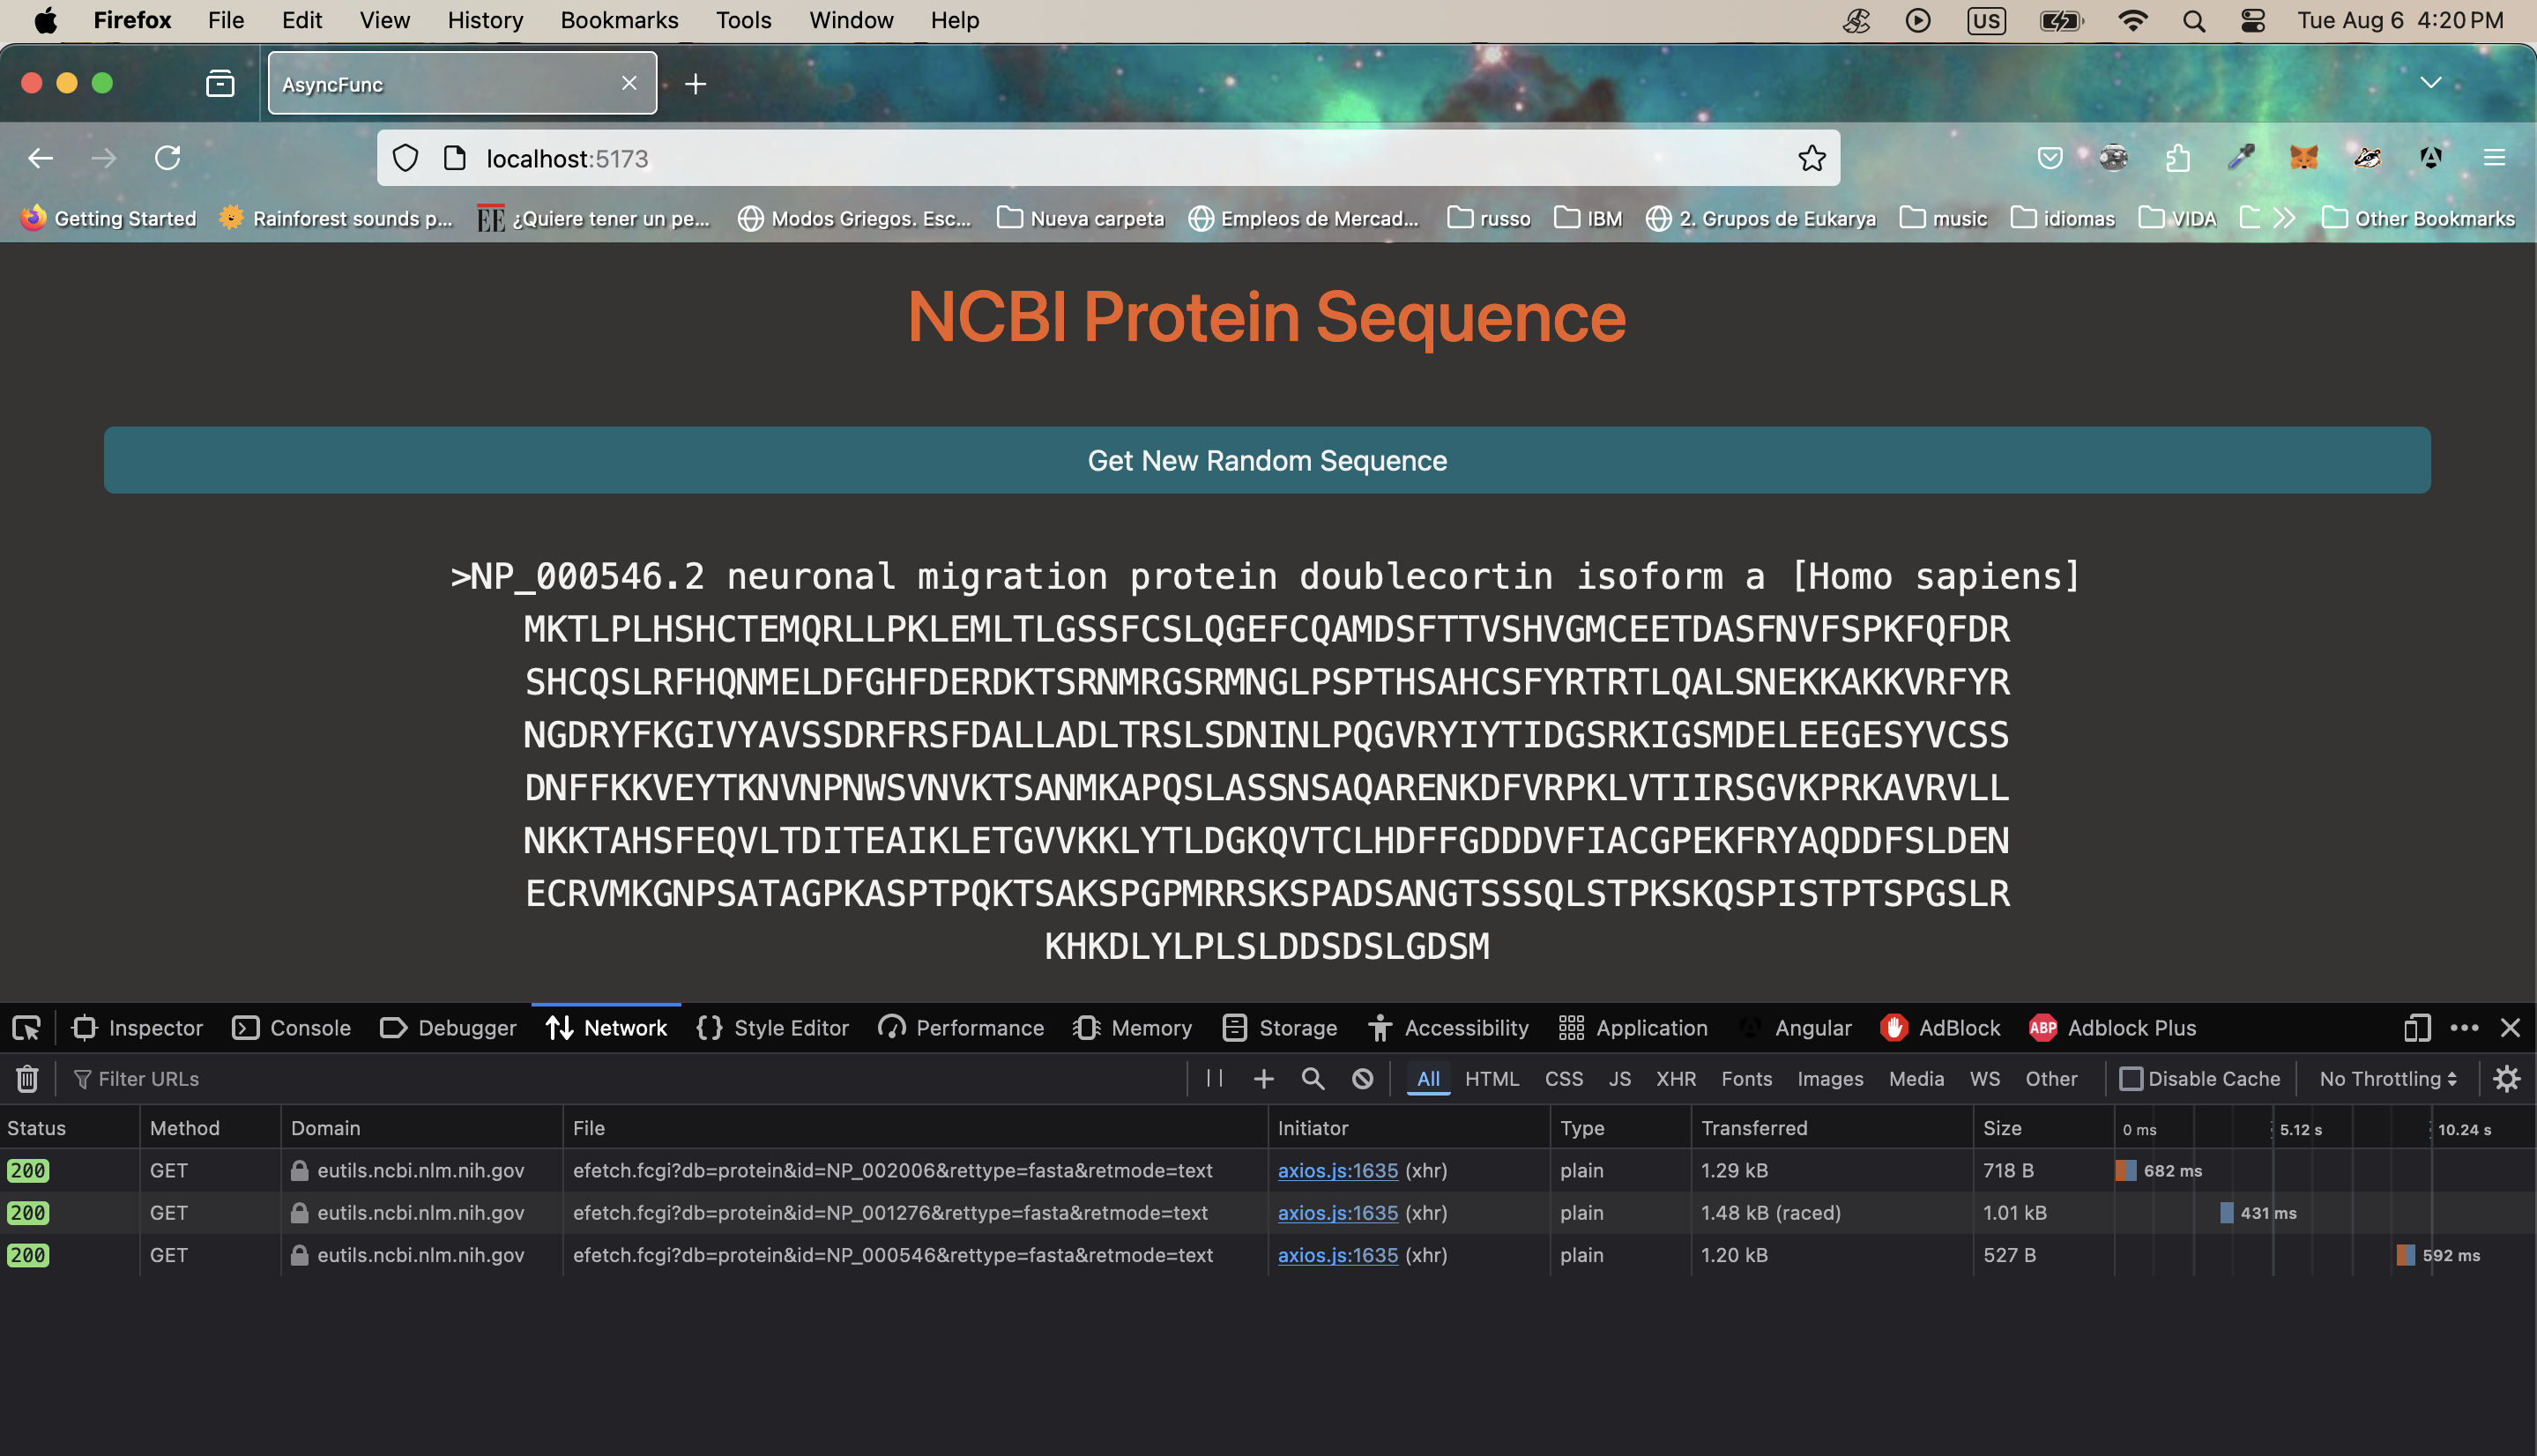 Firefox File Edit View History Bookmarks Tools Window Help US Tue Aug 6 4:20 PM
AsyncFunc
localhost:5173
Getting Started Rainforest sounds p... EE ¿Quiere tener un pe... Modos Griegos. Esc... Nueva carpeta Empleos de Mercad... russo IBM 2. Grupos de Eukarya music idiomas VIDA Other Bookmarks
NCBI Protein Sequence
Get New Random Sequence
>NP_000546.2 neuronal migration protein doublecortin isoform a [Homo sapiens]
MKTLPLHSHCTEMQRLLPKLEMLTLGSSFCSLQGEFCQAMDSFTTVSHVGMCEETDASFNVFSPKFQFDR
SHCQSLRFHQNMELDFGHFDERDKTSRNMRGSRMNGLPSPTHSAHCSFYRTRTLQALSNEKKAKKVRFYR
NGDRYFKGIVYAVSSDRFRSFDALLADLTRSLSDNINLPQGVRYIYTIDGSRKIGSMDELEEGESYVCSS
DNFFKKVEYTKNVNPNWSVNVKTSANMKAPQSLASSNSAQARENKDFVRPKLVTIIRSGVKPRKAVRVLL
NKKTAHSFEQVLTDITEAIKLETGVVKKLYTLDGKQVTCLHDFFGDDDVFIACGPEKFRYAQDDFSLDEN
ECRVMKGNPSATAGPKASPTPQKTSAKSPGPMRRSKSPADSANGTSSSQLSTPKSKQSPISTPTSPGSLR
KHKDLYLPLSLDDSDSLGDSM
Inspector Console Debugger Network Style Editor Performance Memory Storage Accessibility Application Angular AdBlock ABP Adblock Plus
Filter URLs All HTML CSS JS XHR Fonts Images Media WS Other Disable Cache No Throttling
Status Method Domain File Initiator Type Transferred Size 0 ms 5.12 s 10.24 s
200 GET eutils.ncbi.nlm.nih.gov efetch.fcgi?db=protein&id=NP_002006&rettype=fasta&retmode=text axios.js:1635 (xhr) plain 1.29 kB 718 B 682 ms
200 GET eutils.ncbi.nlm.nih.gov efetch.fcgi?db=protein&id=NP_001276&rettype=fasta&retmode=text axios.js:1635 (xhr) plain 1.48 kB (raced) 1.01 kB 431 ms
200 GET eutils.ncbi.nlm.nih.gov efetch.fcgi?db=protein&id=NP_000546&rettype=fasta&retmode=text axios.js:1635 (xhr) plain 1.20 kB 527 B 592 ms